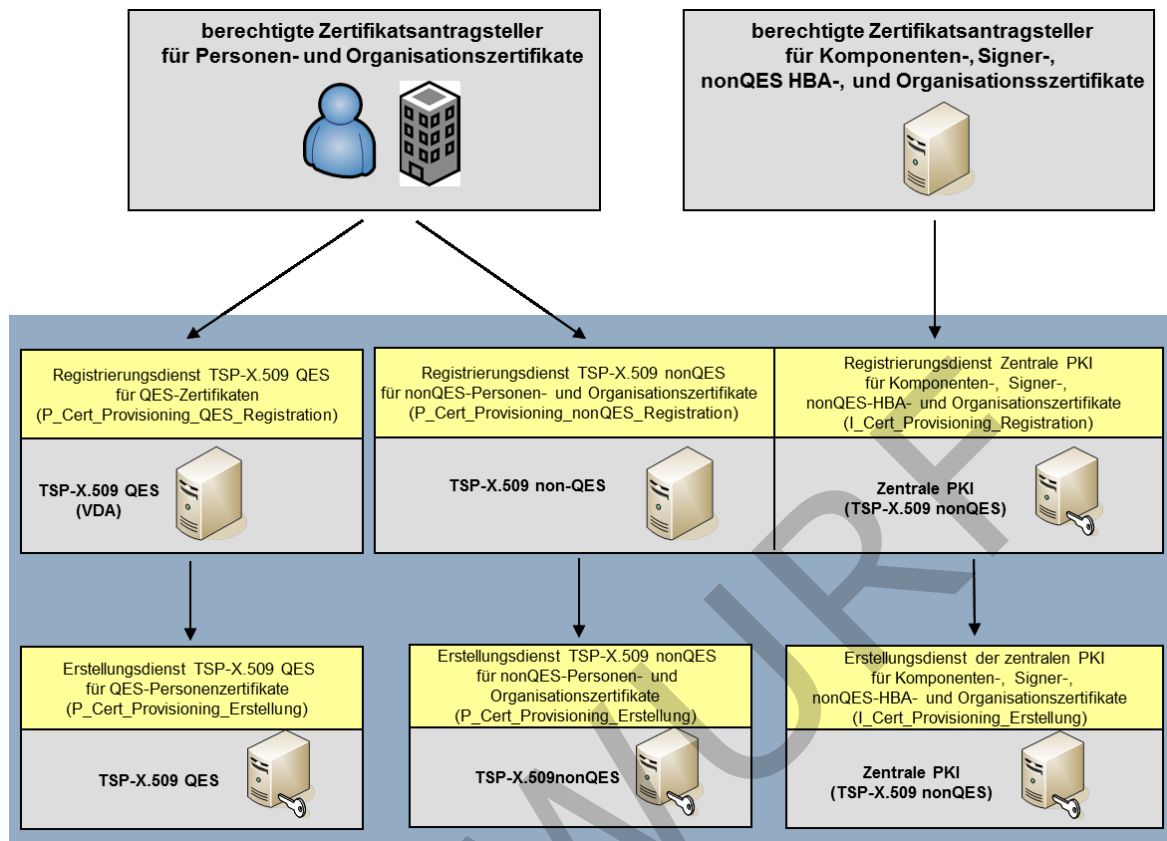 berechtigte Zertifikatsantragsteller
für Personen- und Organisationszertifikate
berechtigte Zertifikatsantragsteller
für Komponenten-, Signer-,
nonQES HBA-, und Organisationsszertifikate
Registrierungsdienst TSP-X.509 QES
für QES-Zertifikaten
(P_Cert_Provisioning_QES_Registration)
TSP-X.509 QES
(VDA)
Registrierungsdienst TSP-X.509 nonQES
für nonQES-Personen- und Organisationszertifikate
(P_Cert_Provisioning_nonQES_Registration)
TSP-X.509 non-QES
Registrierungsdienst Zentrale PKI
für Komponenten-, Signer-,
nonQES-HBA- und Organisationszertifikate
(I_Cert_Provisioning_Registration)
Zentrale PKI
(TSP-X.509 nonQES)
Erstellungsdienst TSP-X.509 QES
für QES-Personenzertifikate
(P_Cert_Provisioning_Erstellung)
TSP-X.509 QES
Erstellungsdienst TSP-X.509 nonQES
für nonQES-Personen- und
Organisationszertifikate
(P_Cert_Provisioning_Erstellung)
TSP-X.509nonQES
Erstellungsdienst der zentralen PKI
für Komponenten-, Signer-,
nonQES-HBA- und Organisationszertifikate
(I_Cert_Provisioning_Erstellung)
Zentrale PKI
(TSP-X.509 nonQES)
WURF